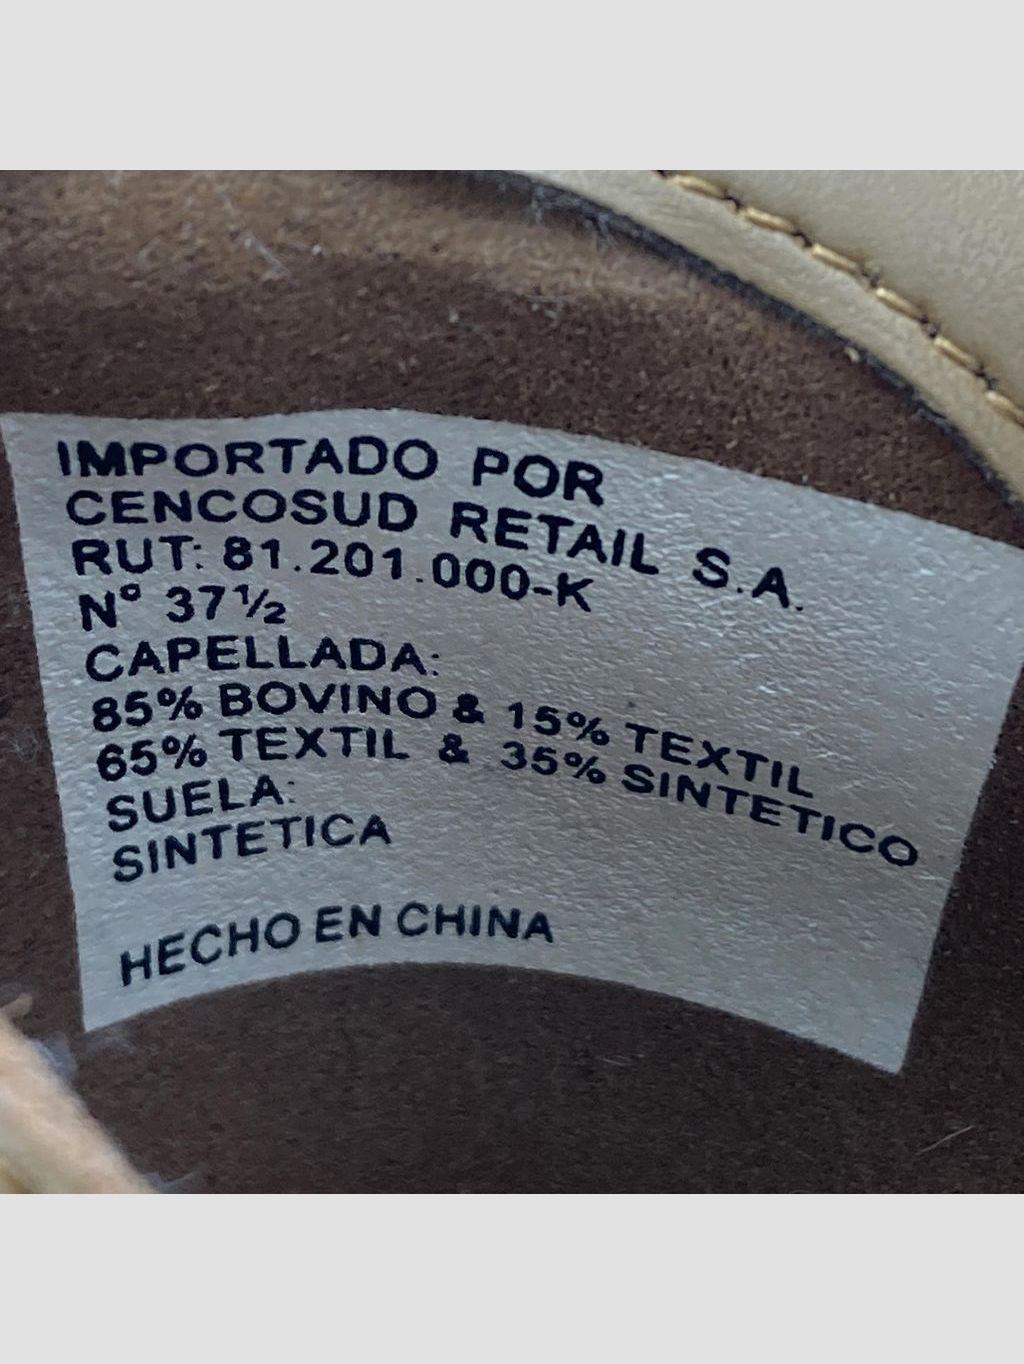 IMPORTADO POR
CENCOSUD RETAIL S.A.
RUT: 81.201.000-K
N° 37½
CAPELLADA:
85% BOVINO & 15% TEXTIL
65% TEXTIL & 35% SINTETICO
SUELA:
SINTETICA
HECHO EN CHINA